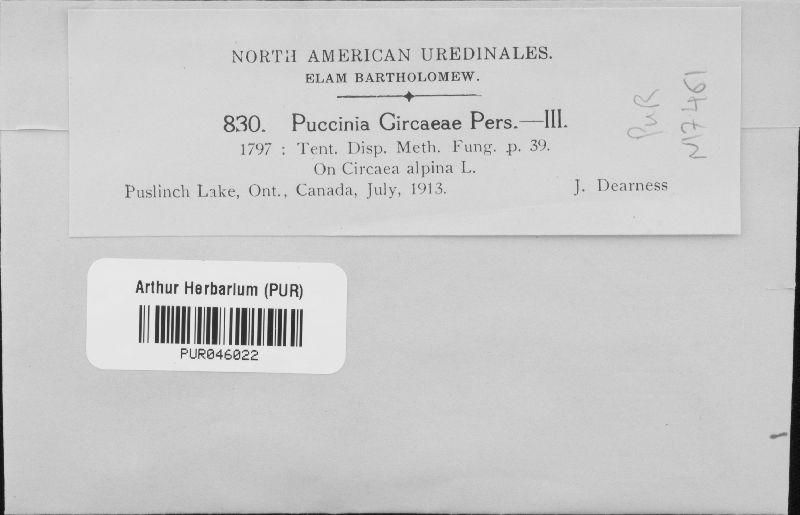 NORTH AMERICAN UREDINALES.
ELAM BARTHOLOMEW.
830. Puccinia Circaeae Pers.—III.
1797 : Tent. Disp. Meth. Fung. p. 39.
On Circaea alpina L.
Puslinch Lake, Ont., Canada, July, 1913. J. Dearness
PUR
N17461
Arthur Herbarium (PUR)
PUR046022